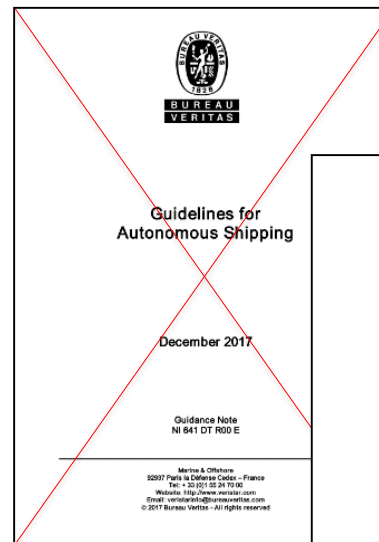 BUREAU VERITAS
1828
BUREAU
VERITAS
Guidelines for
Autonomous Shipping
December 2017
Guidance Note
NI 641 DT R00 E
Marine & Offshore
92937 Paris la Défense Cedex – France
Tel: + 33 (0)1 55 24 70 00
Website: http://www.veristar.com
Email: veristarinfo@bureauveritas.com
© 2017 Bureau Veritas - All rights reserved